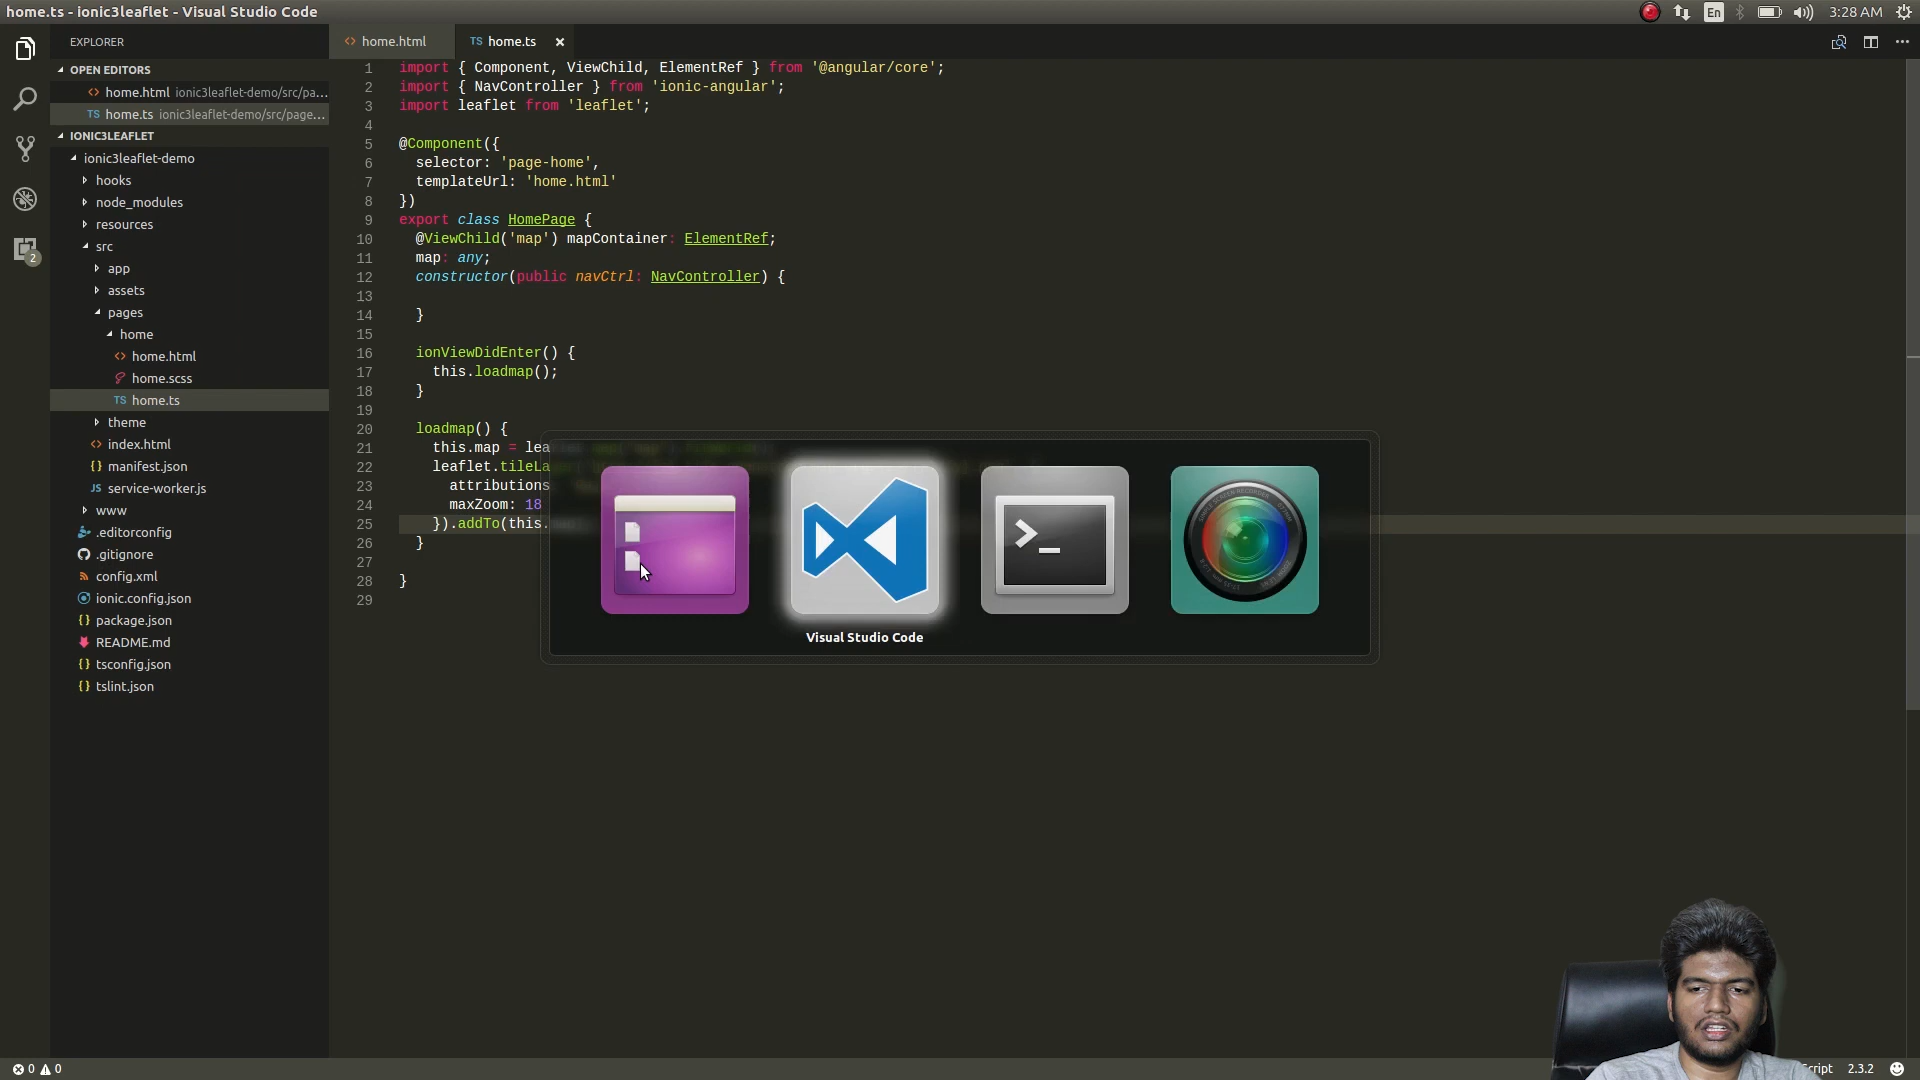 home.ts - ionic3leaflet - Visual Studio Code
En
3:28 AM
EXPLORER
home.html
TS home.ts
OPEN EDITORS
home.html ionic3leaflet-demo/src/pa...
TS home.ts ionic3leaflet-demo/src/page...
IONIC3LEAFLET
ionic3leaflet-demo
hooks
node_modules
resources
src
app
assets
pages
home
home.html
home.scss
TS home.ts
theme
index.html
{} manifest.json
JS service-worker.js
www
.editorconfig
.gitignore
config.xml
ionic.config.json
{} package.json
README.md
{} tsconfig.json
{} tslint.json
2
1 import { Component, ViewChild, ElementRef } from '@angular/core';
2 import { NavController } from 'ionic-angular';
3 import leaflet from 'leaflet';
4
5 @Component({
6 selector: 'page-home',
7 templateUrl: 'home.html'
8 })
9 export class HomePage {
10 @ViewChild('map') mapContainer: ElementRef;
11 map: any;
12 constructor(public navCtrl: NavController) {
13
14 }
15
16 ionViewDidEnter() {
17 this.loadmap();
18 }
19
20 loadmap() {
21 this.map = lea
22 leaflet.tileLa
23 attributions
24 maxZoom: 18
25 }).addTo(this.
26 }
27
28 }
29
Visual Studio Code
0 0
cript 2.3.2